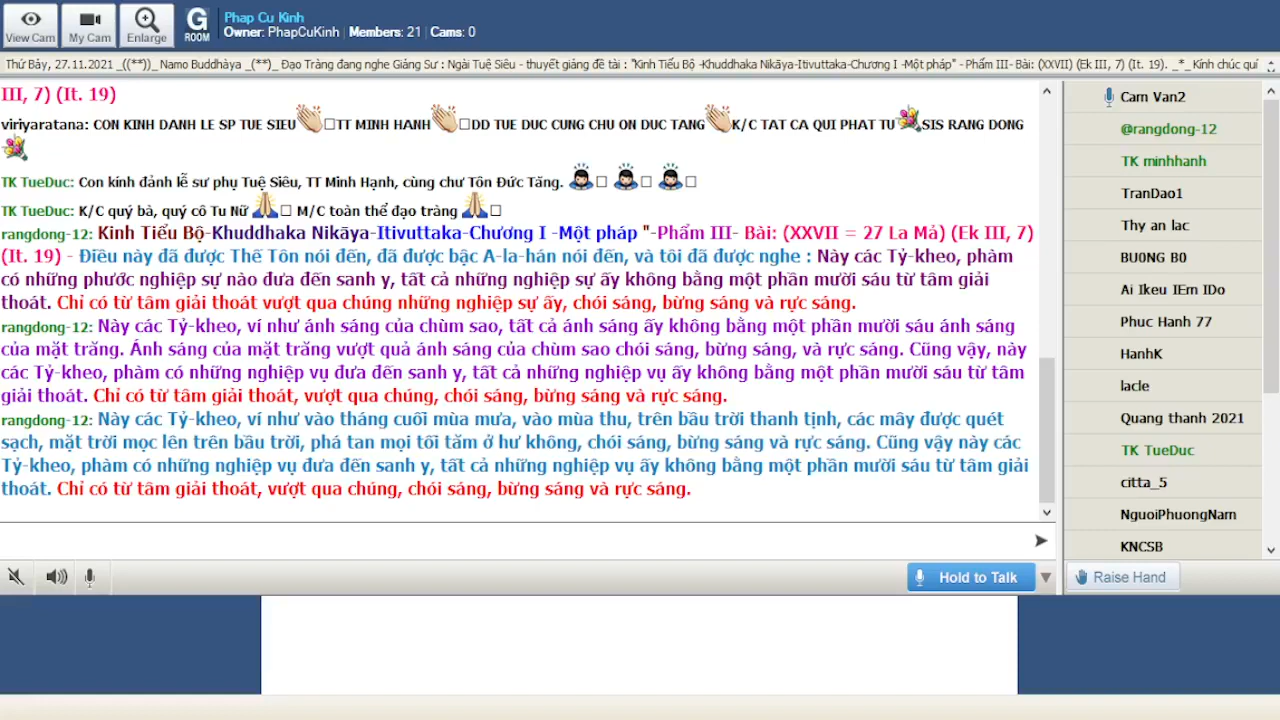 View Cam
My Cam
Enlarge
G
ROOM
Phap Cu Kinh
Owner: PhapCuKinh | Members: 21 | Cams: 0
Thứ Bảy, 27.11.2021 _((**))_ Namo Buddhàya _(**)_ Đạo Tràng đang nghe Giảng Sư : Ngài Tuệ Siêu - thuyết giảng đề tài : "Kinh Tiểu Bộ -Khuddhaka Nikāya-Itivuttaka-Chương I -Một pháp" - Phẩm III- Bài: (XXVII) (Ek III, 7) (It. 19). _*_ Kính chúc quí
III, 7) (It. 19)
viriyaratana: CON KINH DANH LE SP TUE SIEU TT MINH HANH DD TUE DUC CUNG CHU ON DUC TANG K/C TAT CA QUI PHAT TU SIS RANG DONG
TK TueDuc: Con kính đảnh lễ sư phụ Tuệ Siêu, TT Minh Hạnh, cùng chư Tôn Đức Tăng.
TK TueDuc: K/C quý bà, quý cô Tu Nữ M/C toàn thể đạo tràng
rangdong-12: Kinh Tiểu Bộ-Khuddhaka Nikāya-Itivuttaka-Chương I -Một pháp "-Phẩm III- Bài: (XXVII = 27 La Mả) (Ek III, 7)
(It. 19) - Điều này đã được Thế Tôn nói đến, đã được bậc A-la-hán nói đến, và tôi đã được nghe : Này các Tỷ-kheo, phàm
có những phước nghiệp sự nào đưa đến sanh y, tất cả những nghiệp sự ấy không bằng một phần mười sáu từ tâm giải
thoát. Chỉ có từ tâm giải thoát vượt qua chúng những nghiệp sự ấy, chói sáng, bừng sáng và rực sáng.
rangdong-12: Này các Tỷ-kheo, ví như ánh sáng của chùm sao, tất cả ánh sáng ấy không bằng một phần mười sáu ánh sáng
của mặt trăng. Ánh sáng của mặt trăng vượt quả ánh sáng của chùm sao chói sáng, bừng sáng, và rực sáng. Cũng vậy, này
các Tỷ-kheo, phàm có những nghiệp vụ đưa đến sanh y, tất cả những nghiệp vụ ấy không bằng một phần mười sáu từ tâm
giải thoát. Chỉ có từ tâm giải thoát, vượt qua chúng, chói sáng, bừng sáng và rực sáng.
rangdong-12: Này các Tỷ-kheo, ví như vào tháng cuối mùa mưa, vào mùa thu, trên bầu trời thanh tịnh, các mây được quét
sạch, mặt trời mọc lên trên bầu trời, phá tan mọi tối tăm ở hư không, chói sáng, bừng sáng và rực sáng. Cũng vậy này các
Tỷ-kheo, phàm có những nghiệp vụ đưa đến sanh y, tất cả những nghiệp vụ ấy không bằng một phần mười sáu từ tâm giải
thoát. Chỉ có từ tâm giải thoát, vượt qua chúng, chói sáng, bừng sáng và rực sáng.
Hold to Talk
Cam Van2
@rangdong-12
TK minhhanh
TranDao1
Thy an lac
BU0NG B0
Ai Ikeu IEm IDo
Phuc Hanh 77
HanhK
lacle
Quang thanh 2021
TK TueDuc
citta_5
NguoiPhuongNam
KNCSB
Raise Hand